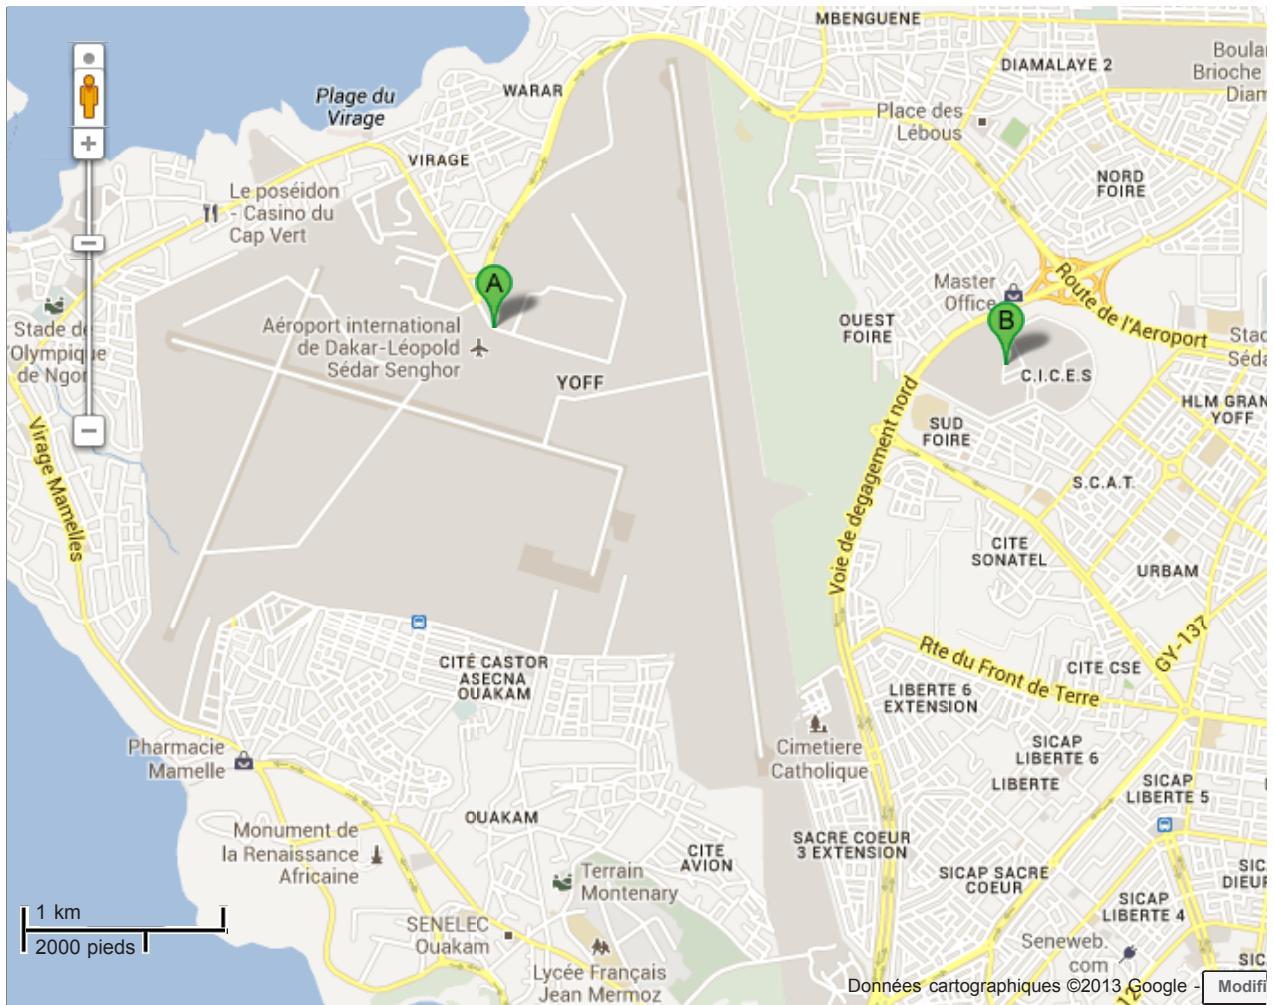 MBENGUENE
DIAMALAYE 2
Boula
Brioche
Diam
WARAR
Plage du
Virage
Place des
Lébous
VIRAGE
NORD
FOIRE
Le poséidon
- Casino du
Cap Vert
A
Master
Office
B
Route de l'Aeroport
Stade de
Olympique
de Ngor
Aéroport international
de Dakar-Léopold
Sédar Senghor
OUEST
FOIRE
Stad
Séda
YOFF
C.I.C.E.S
HLM GRAN
YOFF
SUD
FOIRE
Virage Mamelles
Voie de degagement nord
S.C.A.T.
CITE
SONATEL
URBAM
GY-137
Rte du Front de Terre
CITÉ CASTOR
ASECNA
OUAKAM
CITE CSE
LIBERTE 6
EXTENSION
Pharmacie
Mamelle
Cimetiere
Catholique
SICAP
LIBERTE 6
LIBERTE
SICAP
LIBERTE 5
OUAKAM
Monument de
la Renaissance
Africaine
CITE
AVION
SACRE COEUR
3 EXTENSION
SICAP SACRE
COEUR
SIC
DIEUP
Terrain
Montenary
SICAP
LIBERTE 4
1 km
2000 pieds
SENELEC
Ouakam
Seneweb.
com
SIC
Lycée Français
Jean Mermoz
Données cartographiques ©2013 Google -
Modifi